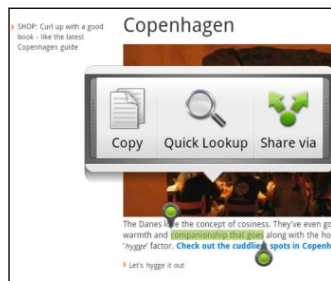 SHOP: Curl up with a good
book - like the latest
Copenhagen guide
Copenhagen
Copy
Quick Lookup
Share via
The Danes love the concept of cosiness. They've even go
warmth and companionship that goes along with the ho
'hygge' factor. Check out the cuddliest spots in Copenh
Let's hygge it out